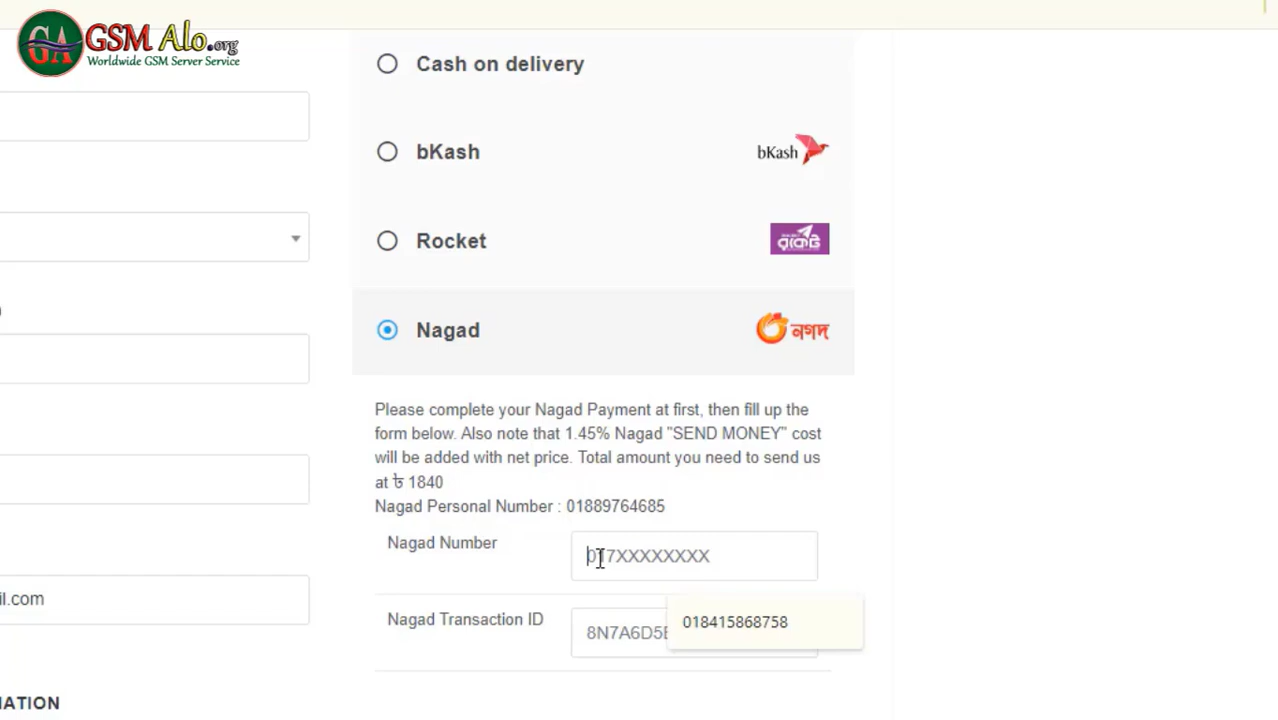 GSM Alo.org
Worldwide GSM Server Service
Cash on delivery
bKash
bKash
Rocket
রকেট
Nagad
নগদ
Please complete your Nagad Payment at first, then fill up the
form below. Also note that 1.45% Nagad "SEND MONEY" cost
will be added with net price. Total amount you need to send us
at ৳ 1840
Nagad Personal Number : 01889764685
Nagad Number
017XXXXXXXX
018415868758
Nagad Transaction ID
8N7A6D5E
il.com
MATION